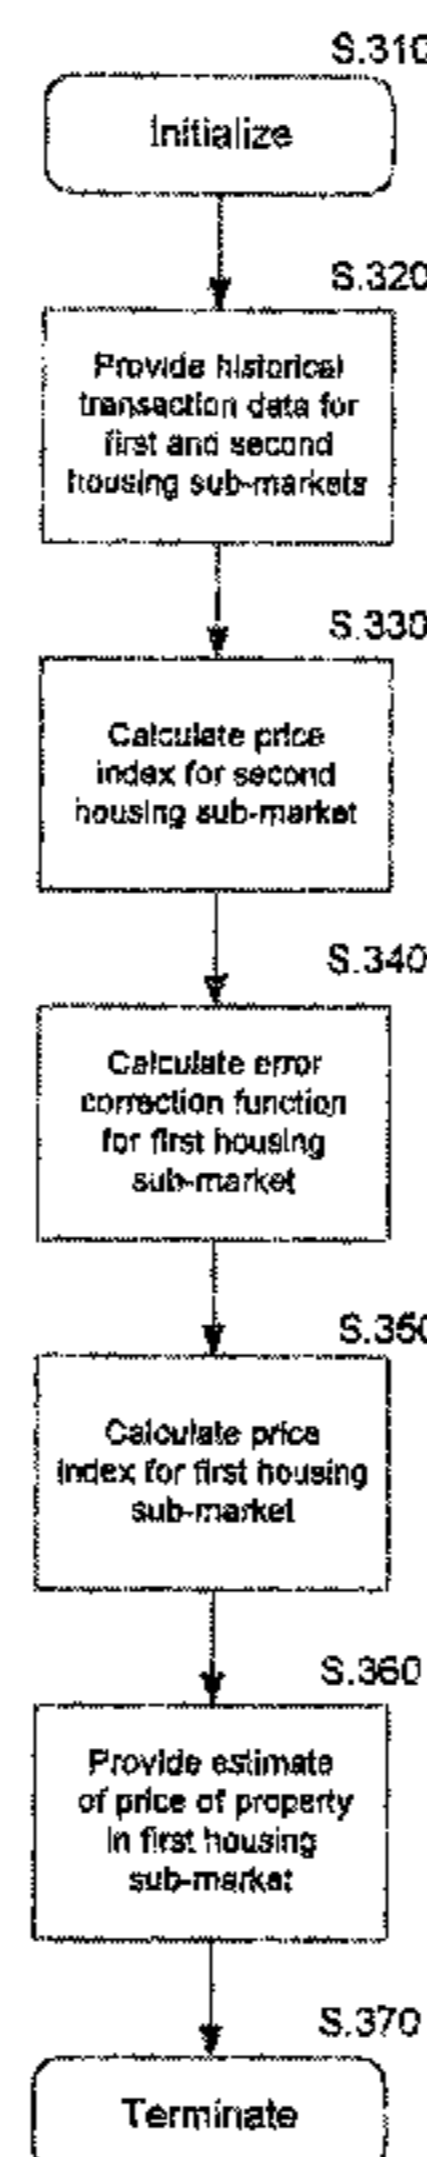 S.310
Initialize
S.320
Provide historical
transaction data for
first and second
housing sub-markets
S.330
Calculate price
index for second
housing sub-market
S.340
Calculate error
correction function
for first housing
sub-market
S.350
Calculate price
index for first housing
sub-market
S.360
Provide estimate
of price of property
in first housing
sub-market
S.370
Terminate